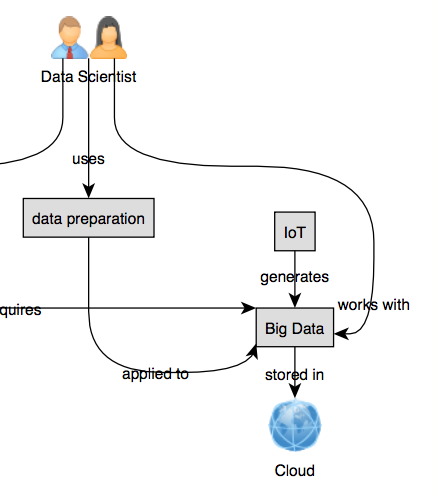 Data Scientist
uses
data preparation
IoT
generates
quires
works with
Big Data
applied to
stored in
Cloud